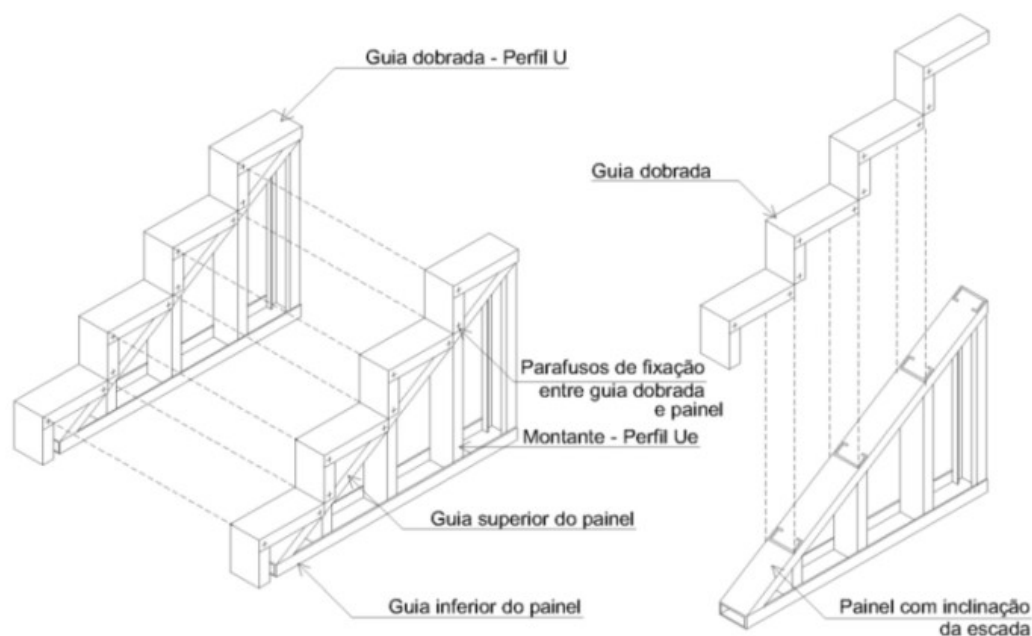 Guia dobrada - Perfil U
Guia dobrada
Parafusos de fixação
entre guia dobrada
e painel
Montante - Perfil Ue
Guia superior do painel
Guia inferior do painel
Painel com inclinação
da escada